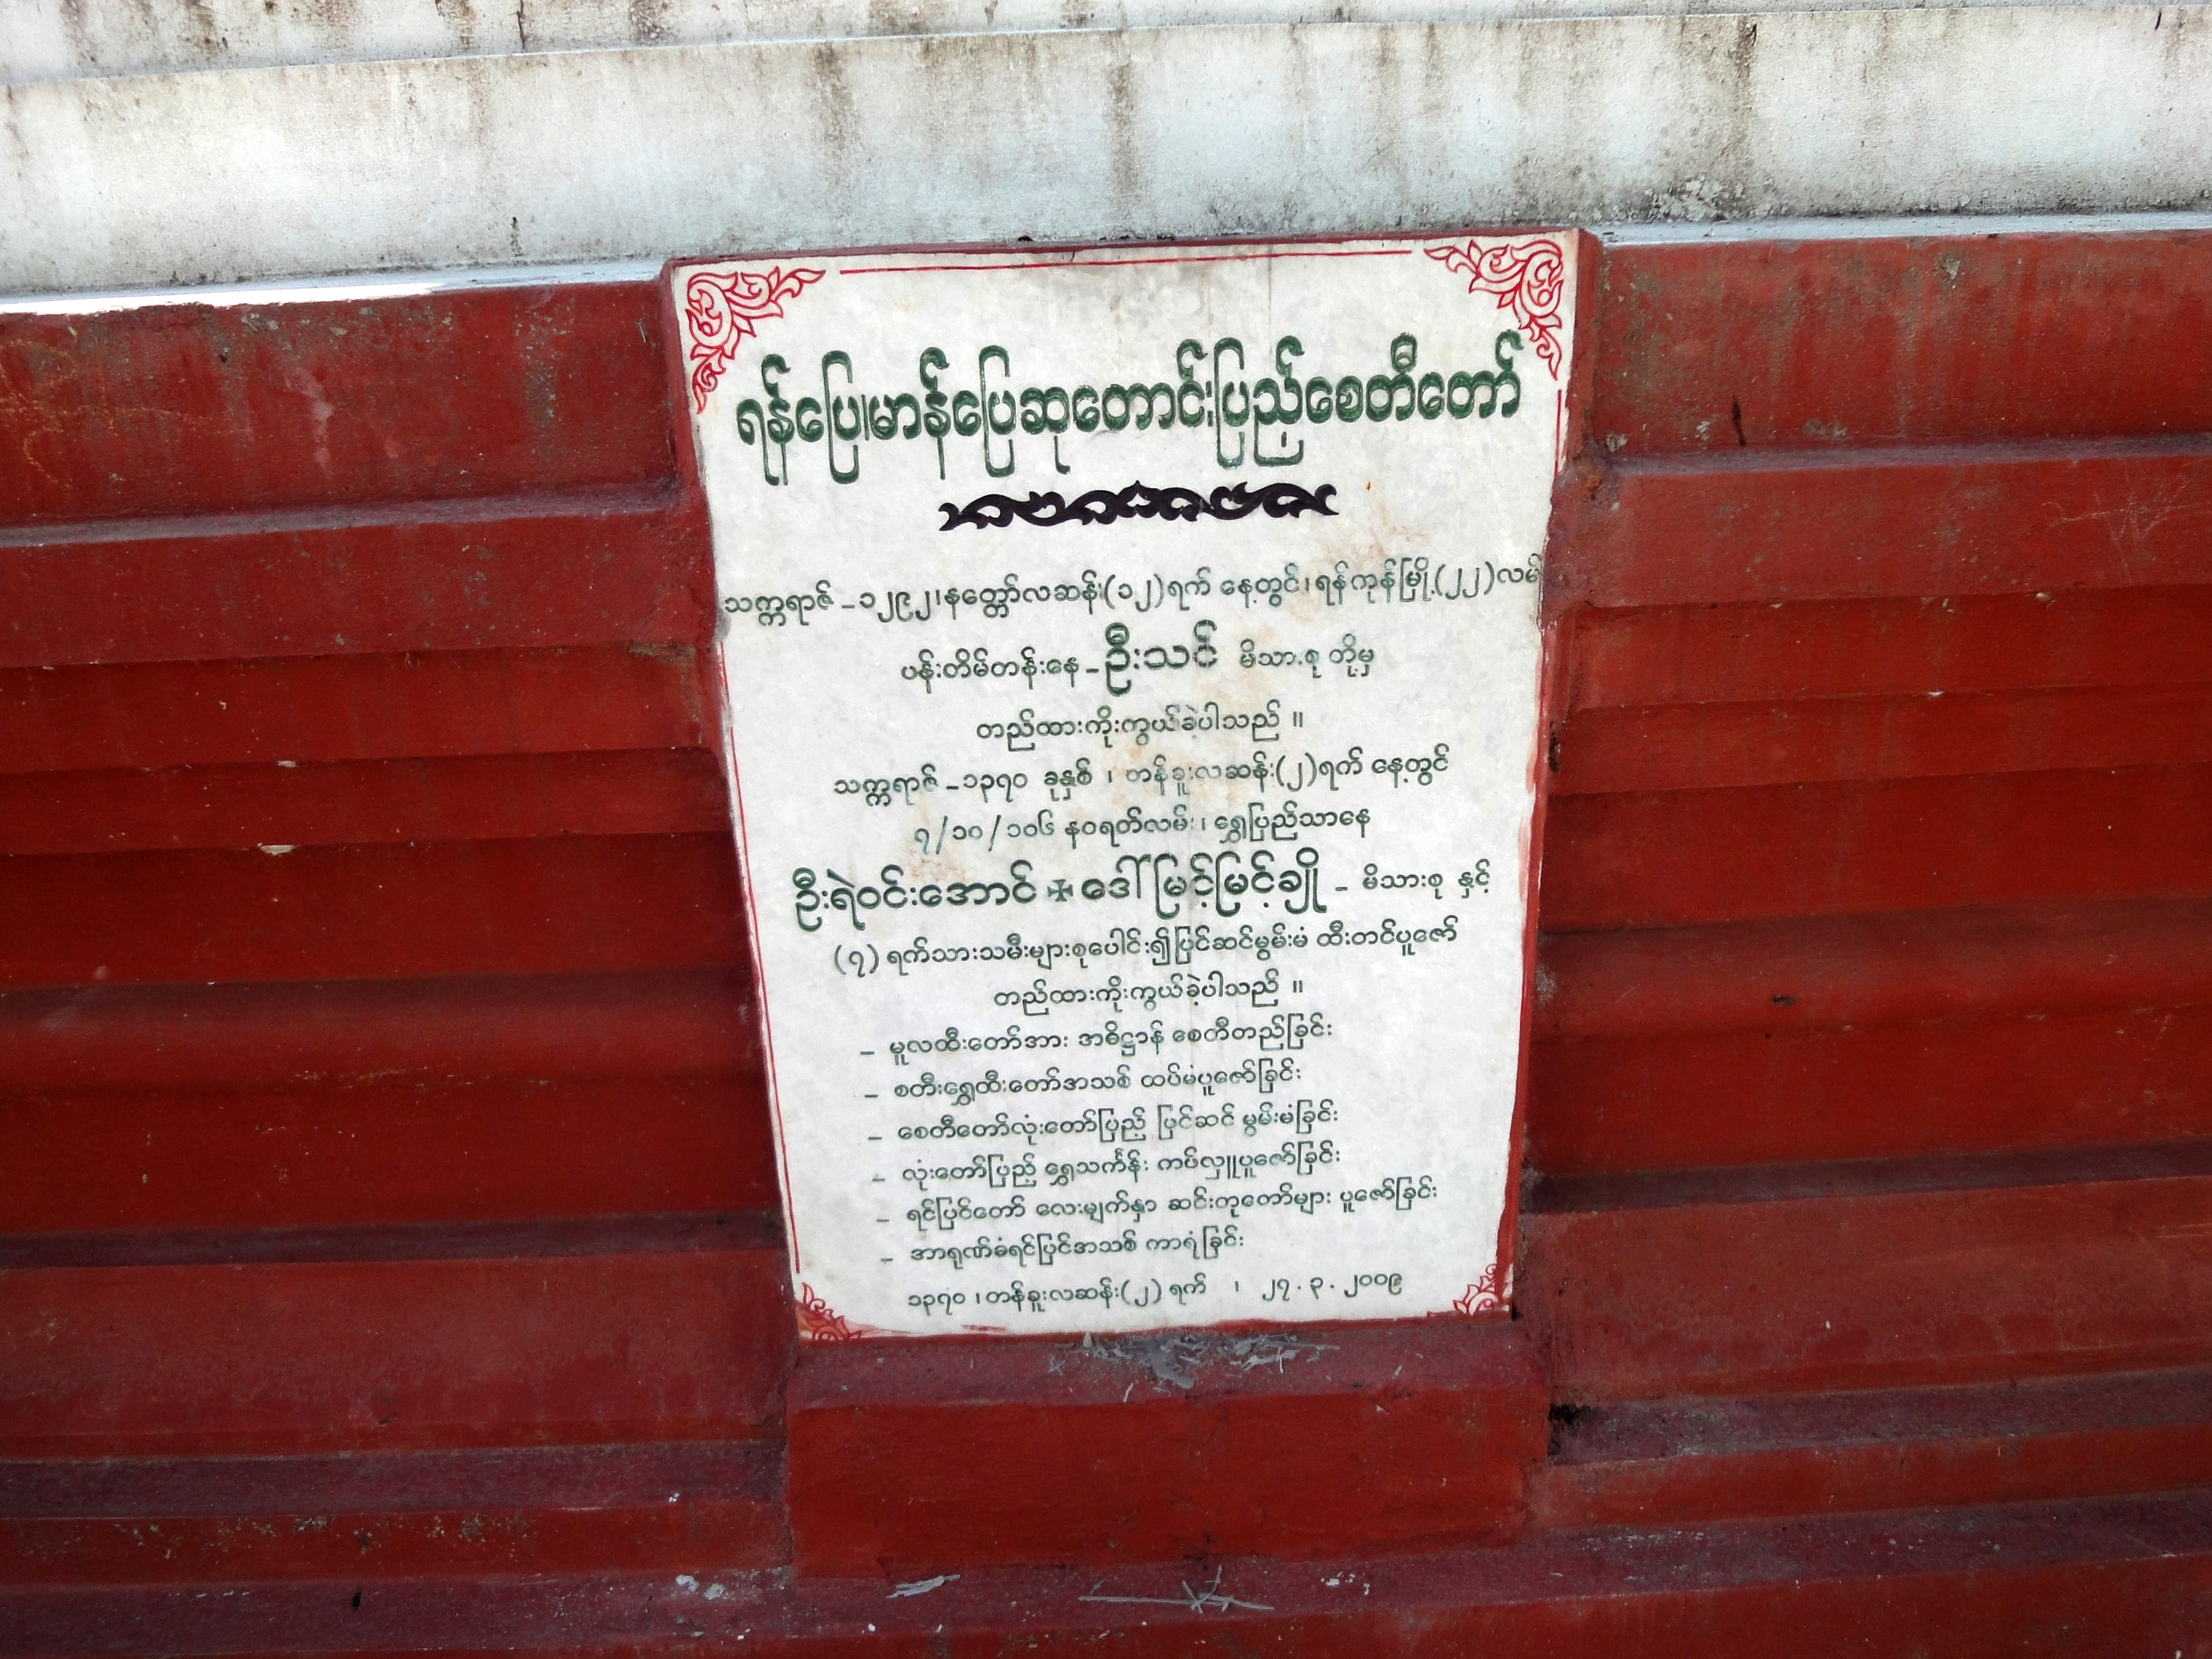 ရန်ပြေ၊မာန်ပြေဆုတောင်းပြည့်စေတီတော်
သက္ကရာဇ် – ၁၂၉၂၊နတ္တော်လဆန်း(၁၂)ရက် နေ့တွင်၊ရန်ကုန်မြို့(၂၂)လမ်း
ပန်းတိမ်တန်းနေ – ဦးသင် မိသားစု တို့မှ
တည်ထားကိုးကွယ်ခဲ့ပါသည် ။
သက္ကရာဇ် – ၁၃၇၀ ခုနှစ် ၊ တန်ခူးလဆန်း(၂)ရက် နေ့တွင်
၇/၁၀/၁၀၆ နဝရတ်လမ်း ၊ ရွှေပြည်သာနေ
ဦးရဲဝင်းအောင် + ဒေါ်မြင့်မြင့်ချို – မိသားစု နှင့်
(၇) ရက်သားသမီးများစုပေါင်း၍ပြင်ဆင်မွမ်းမံ ထီးတင်ပူဇော်
တည်ထားကိုးကွယ်ခဲ့ပါသည် ။
– မူလထီးတော်အား အဓိဋ္ဌာန် စေတီတည်ခြင်း
– စတီးရွှေထီးတော်အသစ် ထပ်မံပူဇော်ခြင်း
– စေတီတော်လုံးတော်ပြည့် ပြင်ဆင် မွမ်းမံခြင်း
– လုံးတော်ပြည့် ရွှေသင်္ကန်း ကပ်လှူပူဇော်ခြင်း
– ရင်ပြင်တော် လေးမျက်နှာ ဆင်းတုတော်များ ပူဇော်ခြင်း
– အာရုဏ်ခံရင်ပြင်အသစ် ကာရံခြင်း
၁၃၇၀ ၊ တန်ခူးလဆန်း(၂) ရက် ၊ ၂၇.၃.၂၀၀၉